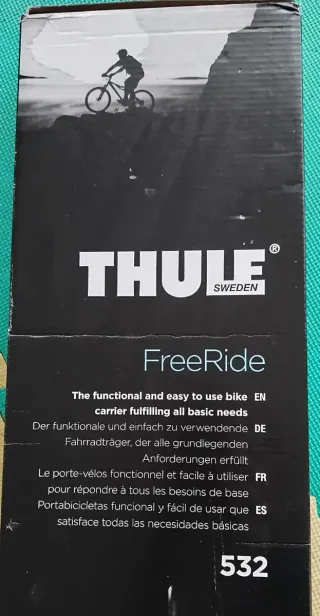 THULE®
SWEDEN
FreeRide
The functional and easy to use bike EN
carrier fulfilling all basic needs
Der funktionale und einfach zu verwendende DE
Fahrradträger, der alle grundlegenden
Anforderungen erfüllt
Le porte-vélos fonctionnel et facile à utiliser FR
pour répondre à tous les besoins de base
Portabicicletas funcional y fácil de usar que ES
satisface todas las necesidades básicas
532